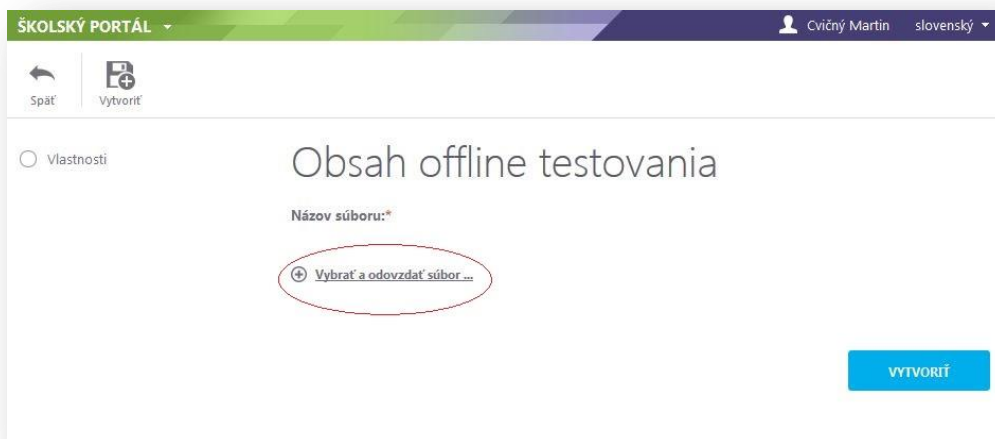 ŠKOLSKÝ PORTÁL
Cvičný Martin
slovenský
Späť
Vytvoriť
Vlastnosti
Obsah offline testovania
Názov súboru:*
Vybrať a odovzdať súbor ...
VYTVORIŤ